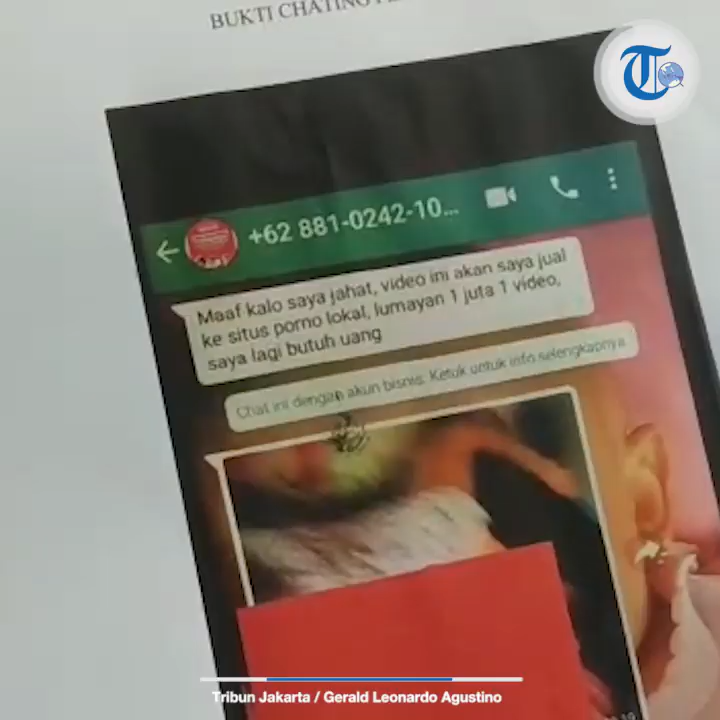 BUKTI CHATING
+62 881-0242-10...
Maaf kalo saya jahat, video ini akan saya jual
ke situs porno lokal, lumayan 1 juta 1 video,
saya lagi butuh uang
Chat ini dengan akun bisnis. Ketuk untuk info selengkapnya.
Tribun Jakarta / Gerald Leonardo Agustino